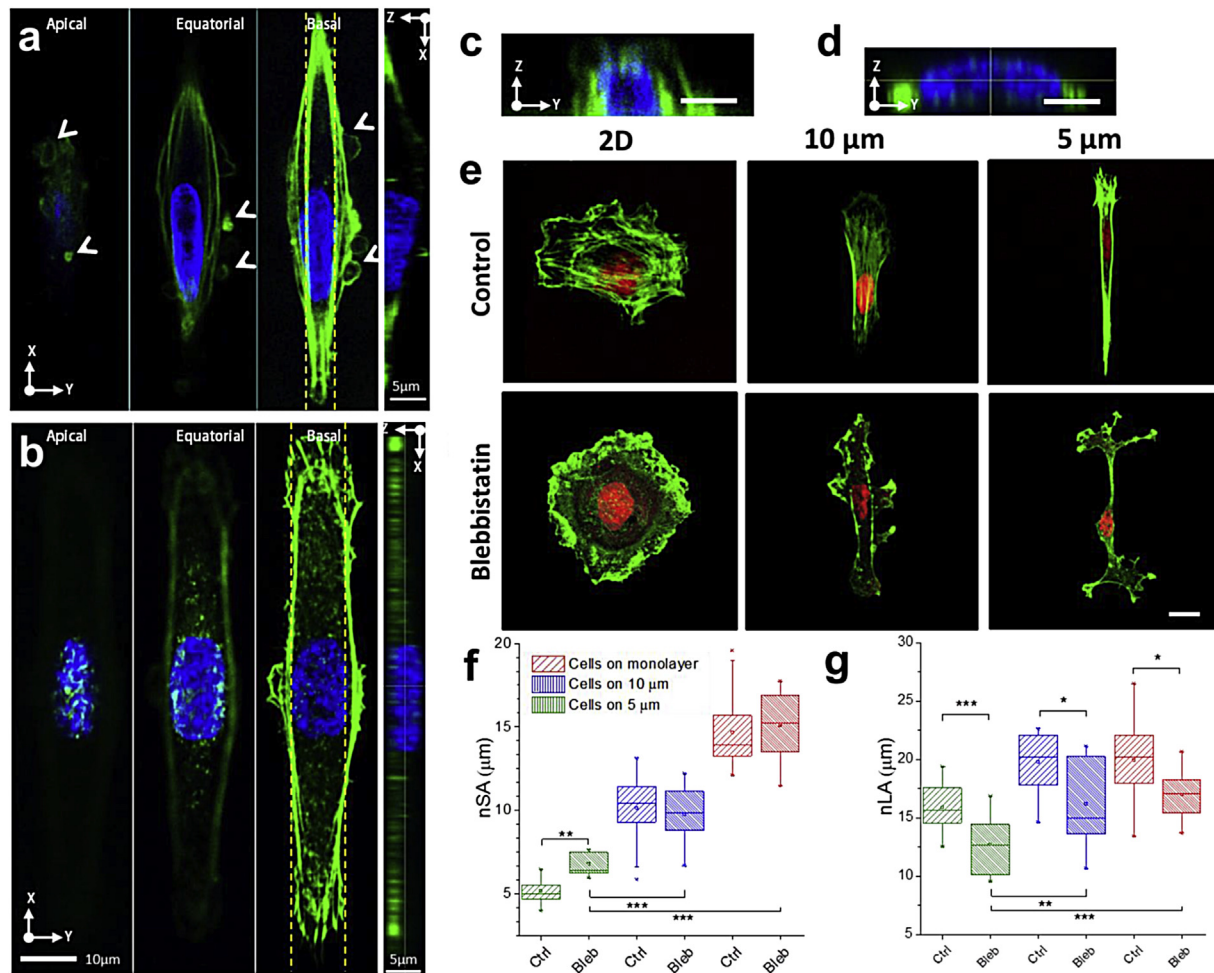 a
Apical
Equatorial
Basal
Z
X
X
Y
5μm
b
Apical
Equatorial
Basal
Z
X
X
Y
10μm
5μm
c
Z
Y
d
Z
Y
2D
10 μm
5 μm
e
Control
Blebbistatin
f
20
15
10
5
nSA (μm)
Cells on monolayer
Cells on 10 μm
Cells on 5 μm
**
***
***
Ctrl
Bleb
Ctrl
Bleb
Ctrl
Bleb
g
30
25
20
15
10
5
nLA (μm)
***
*
*
**
***
Ctrl
Bleb
Ctrl
Bleb
Ctrl
Bleb